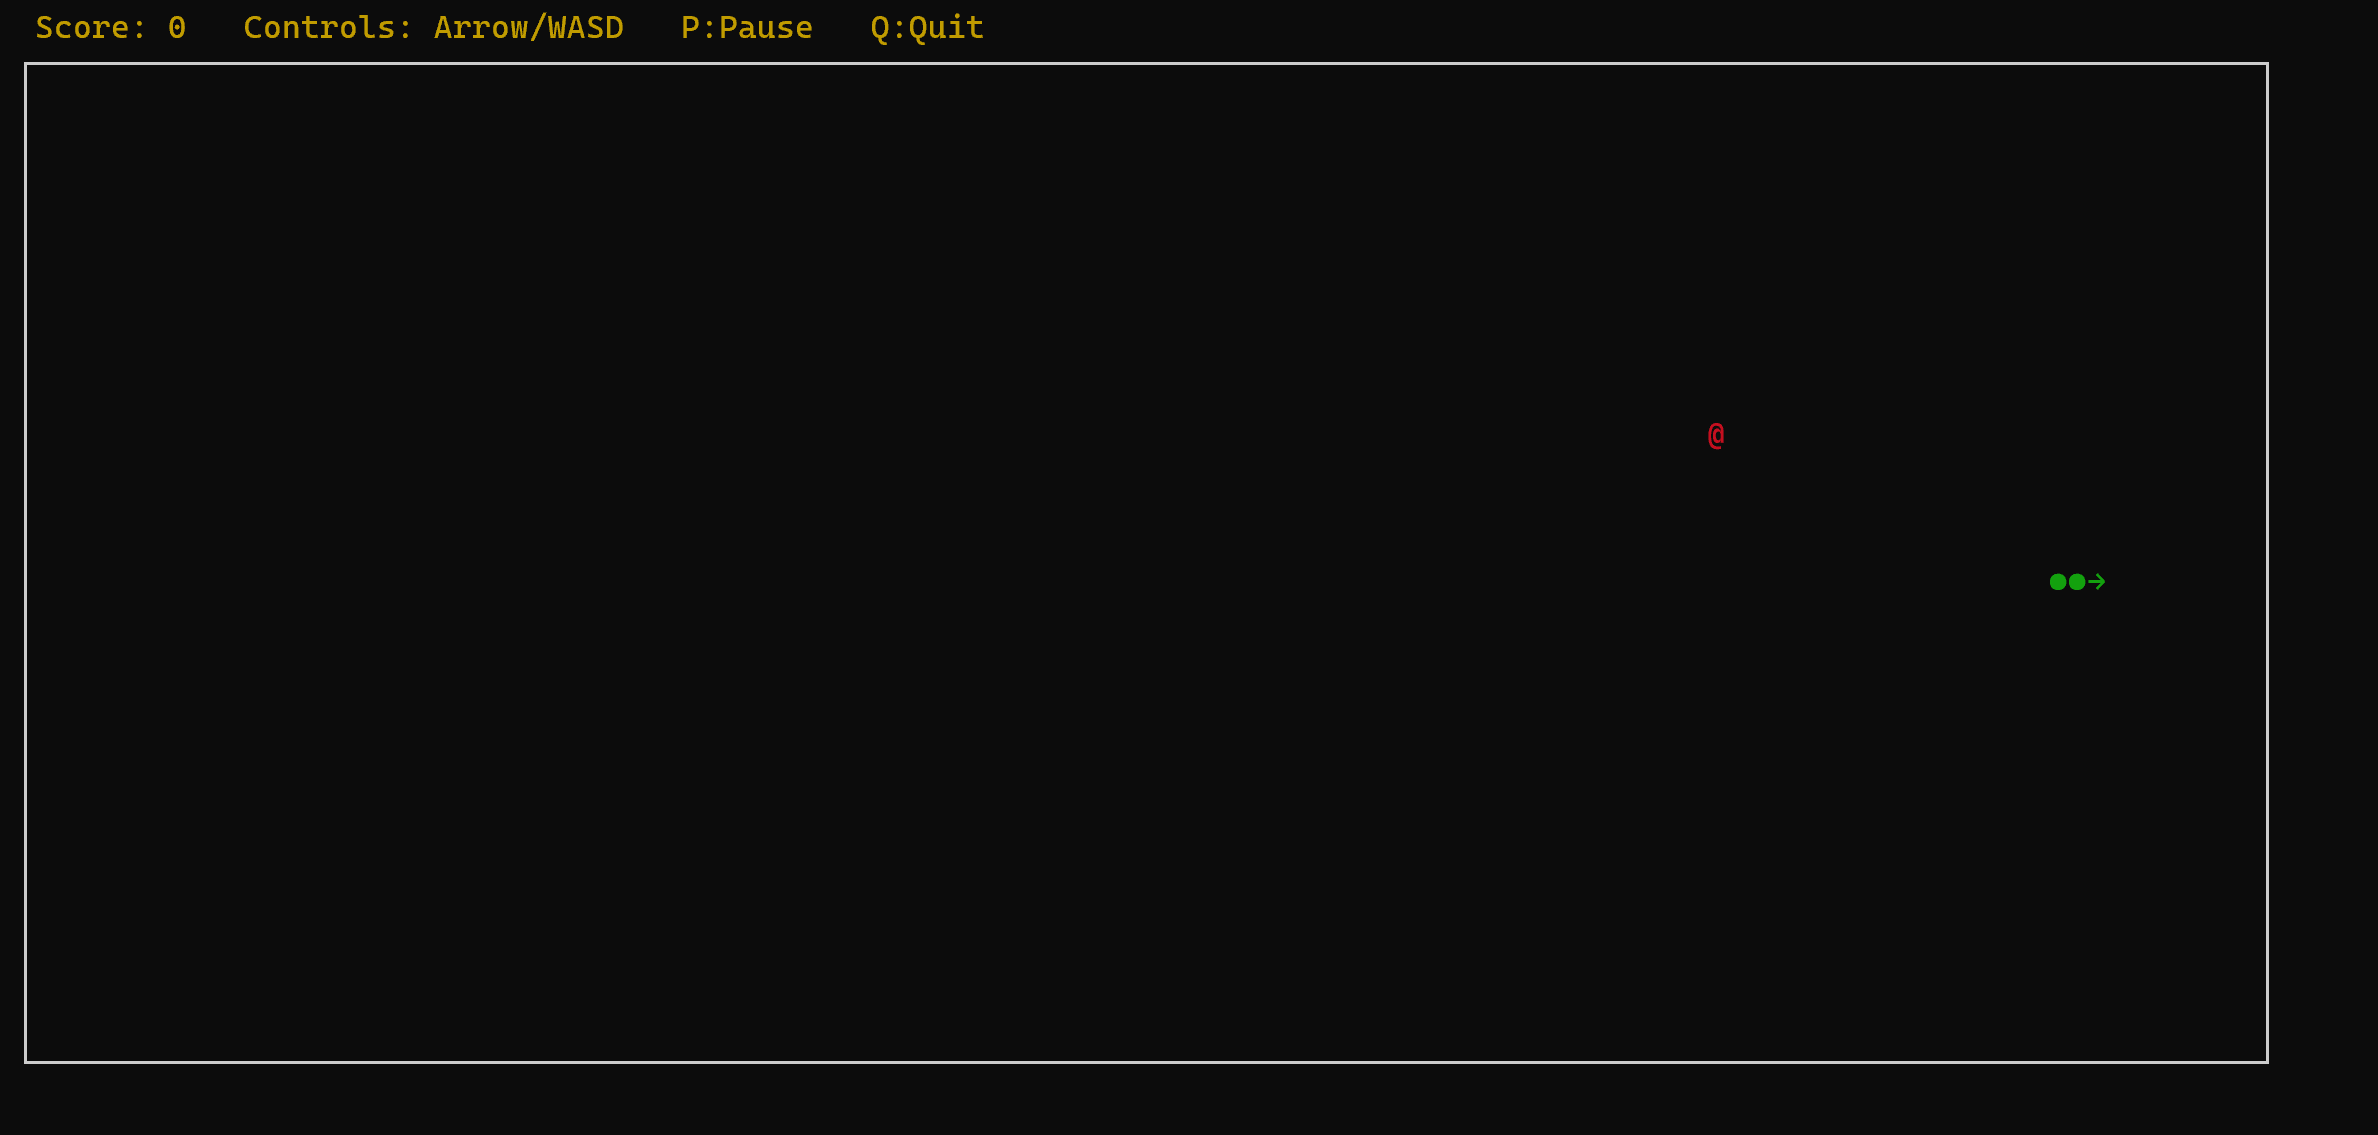 Score: 0   Controls: Arrow/WASD   P:Pause   Q:Quit
@
●●→